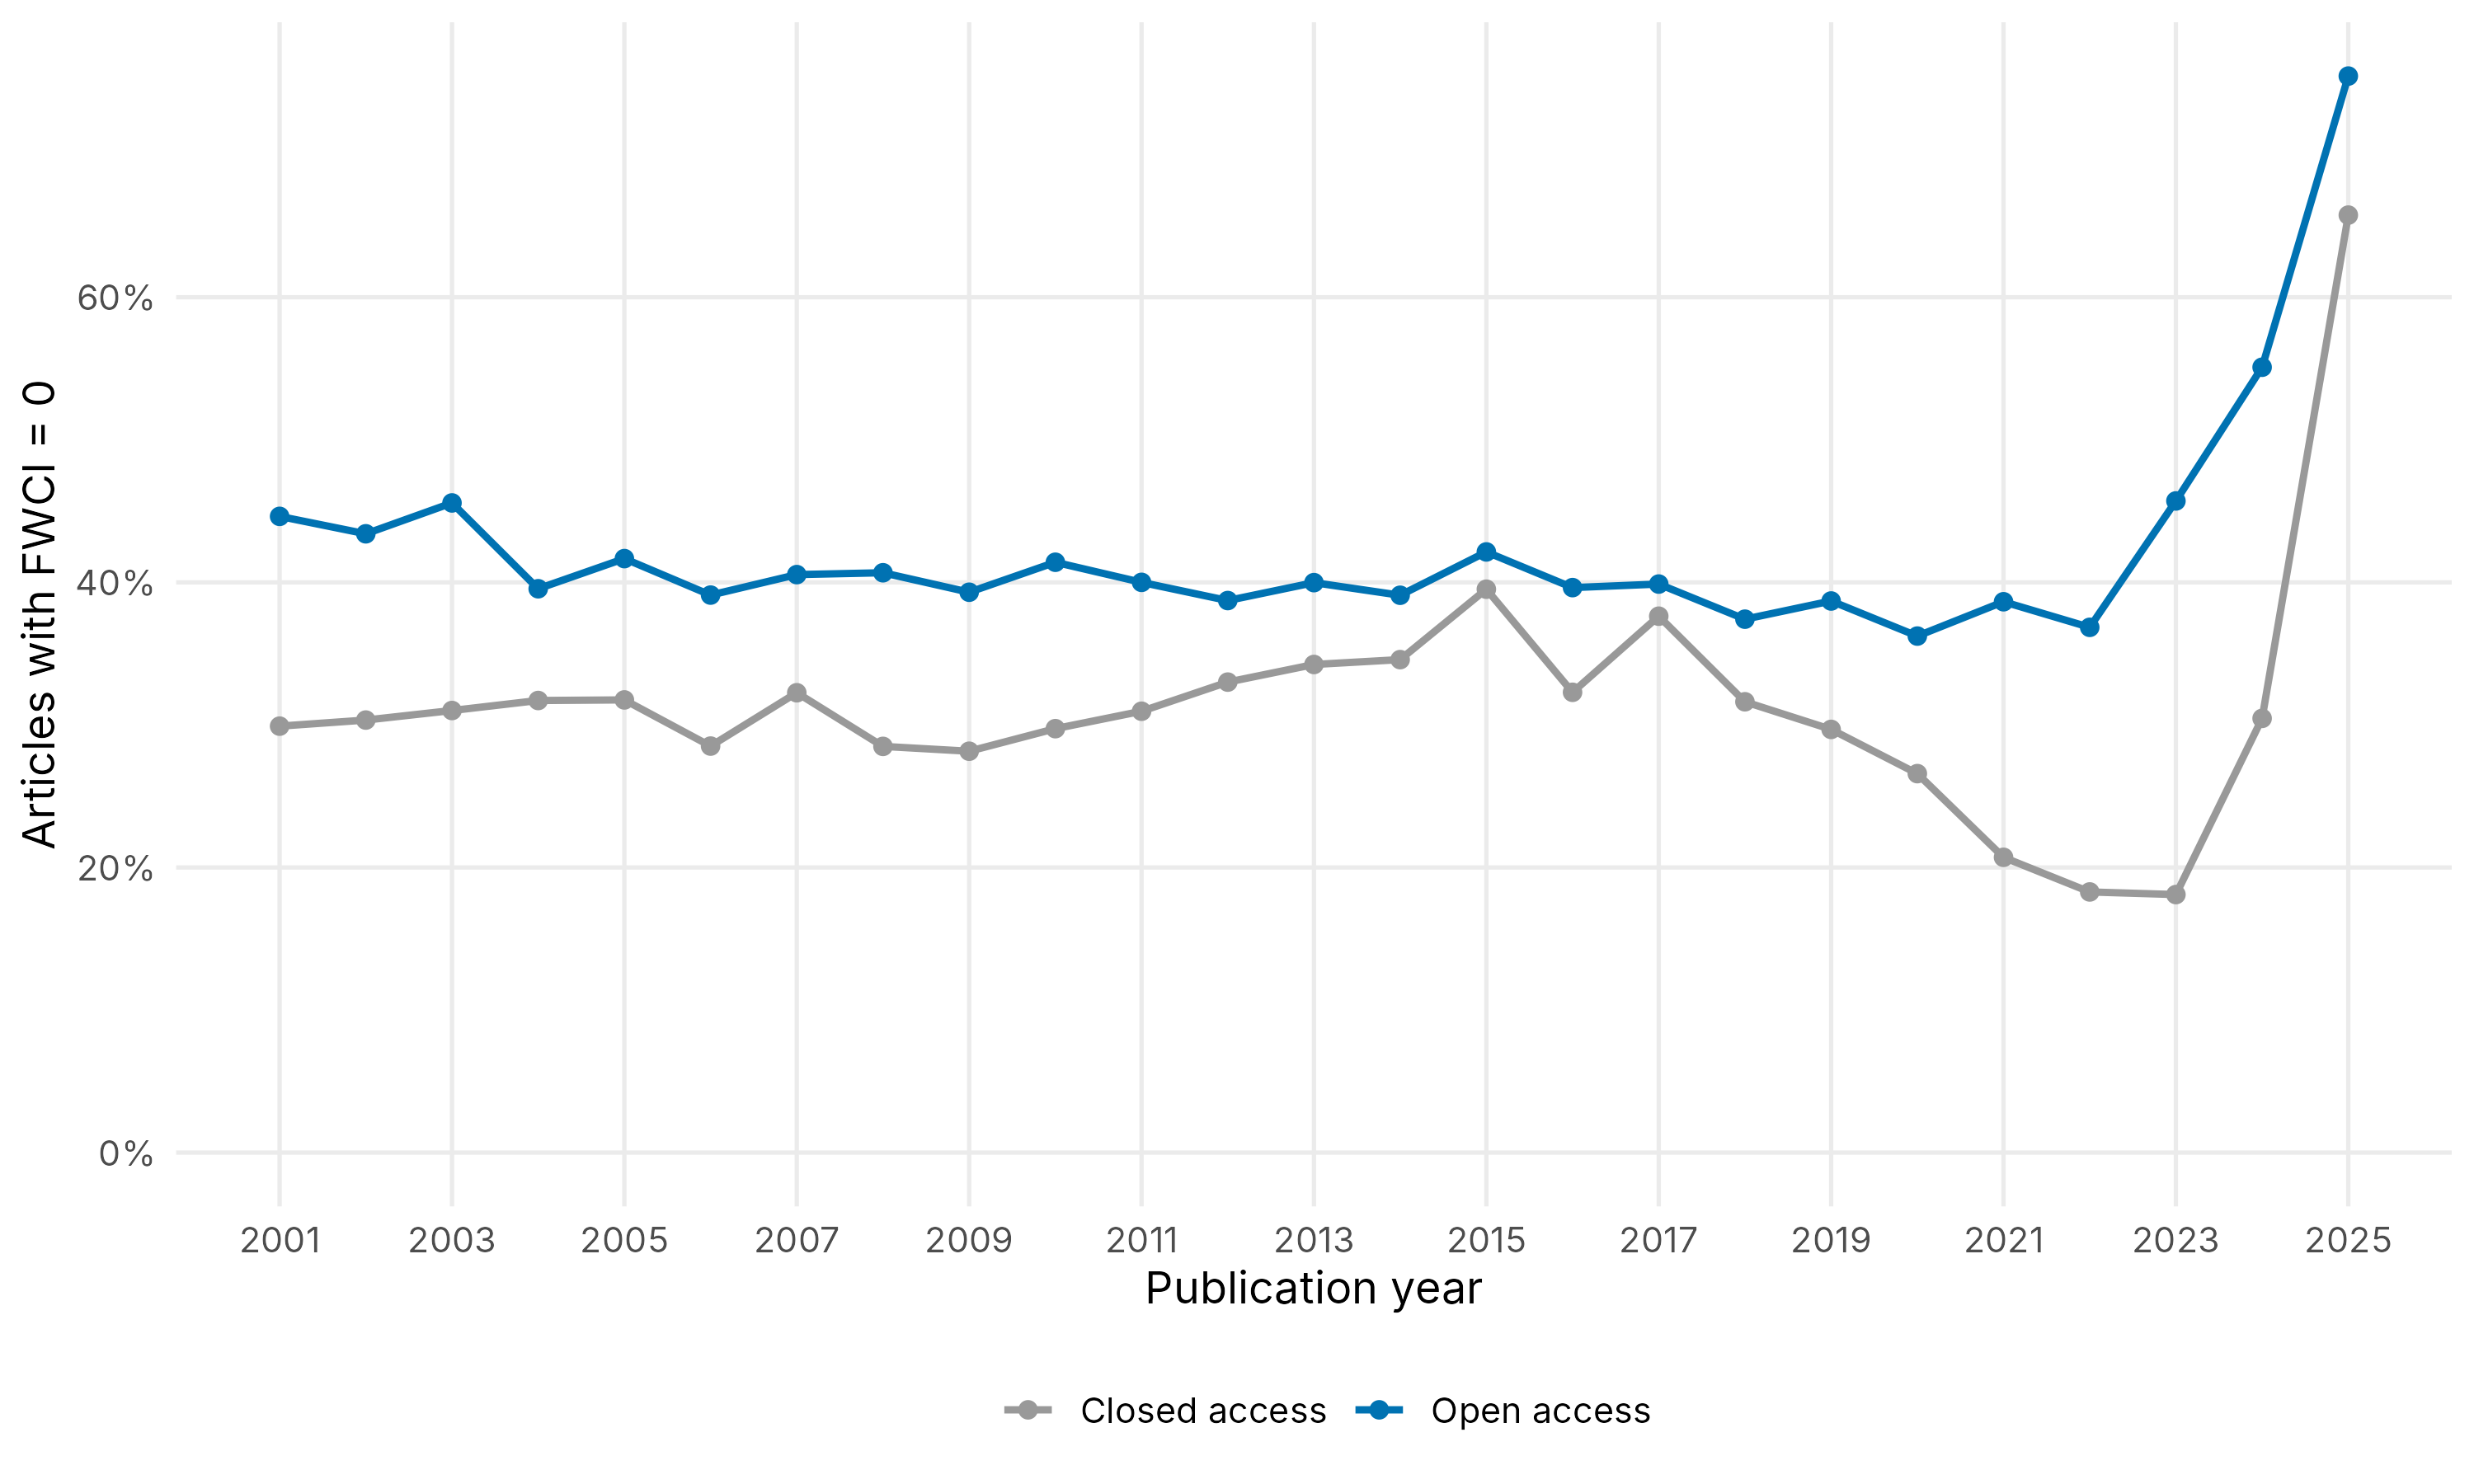 Articles with FWCI = 0
60%
40%
20%
0%
2001 2003 2005 2007 2009 2011 2013 2015 2017 2019 2021 2023 2025
Publication year
Closed access Open access